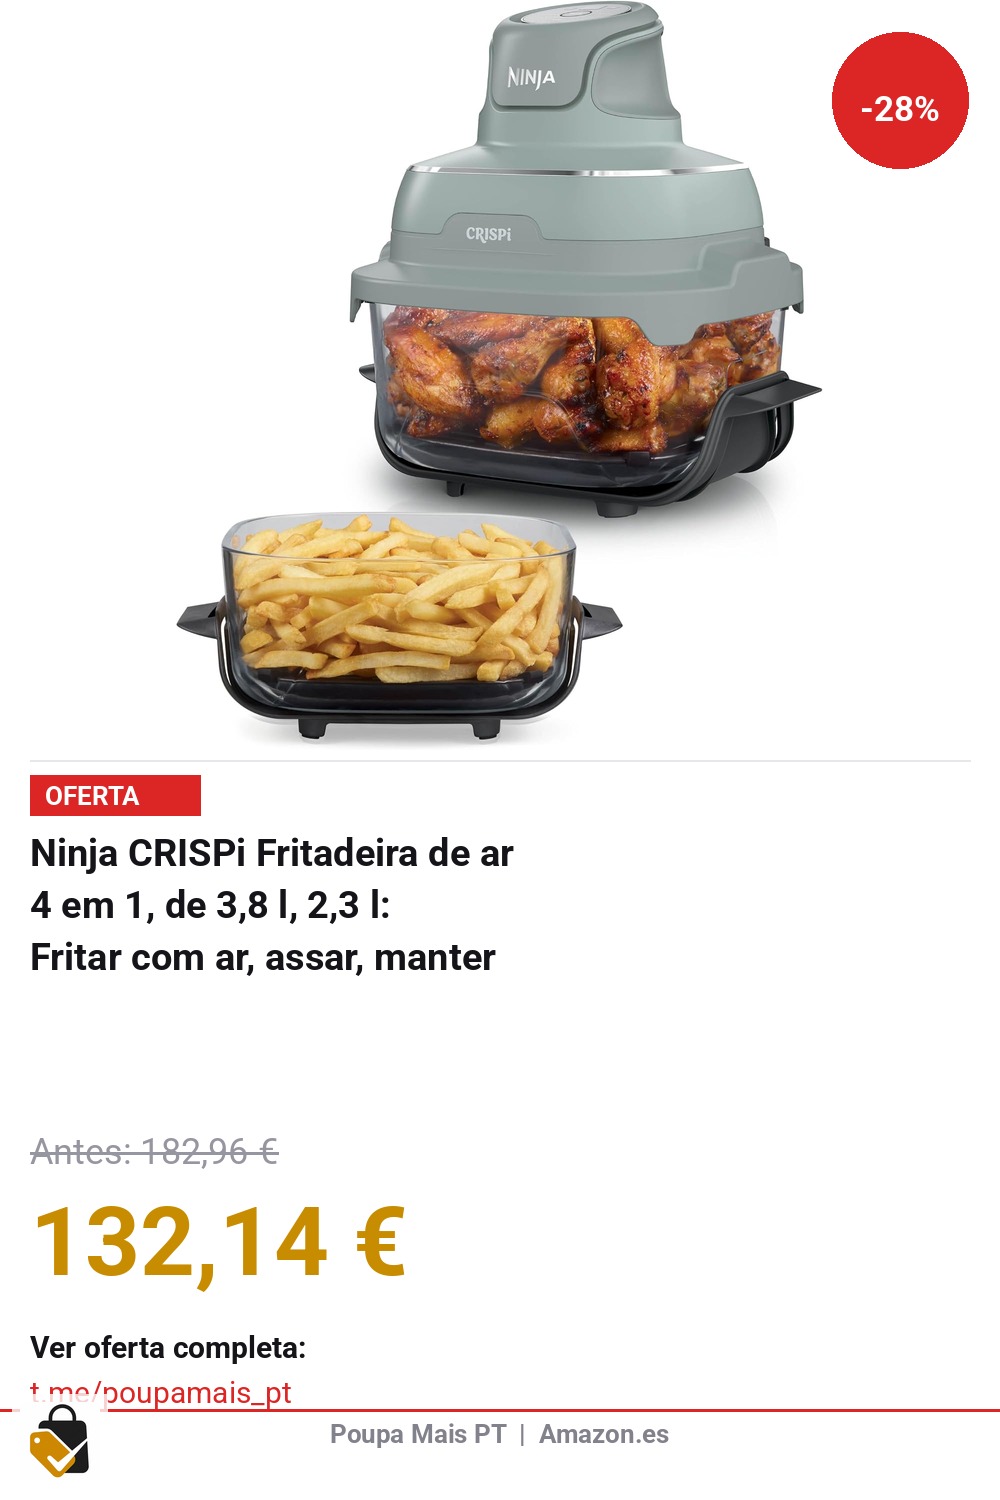 NINJA
-28%
CRISPi
OFERTA
Ninja CRISPi Fritadeira de ar
4 em 1, de 3,8 l, 2,3 l:
Fritar com ar, assar, manter
Antes: 182,96 €
132,14 €
Ver oferta completa:
t.me/poupamais_pt
Poupa Mais PT | Amazon.es